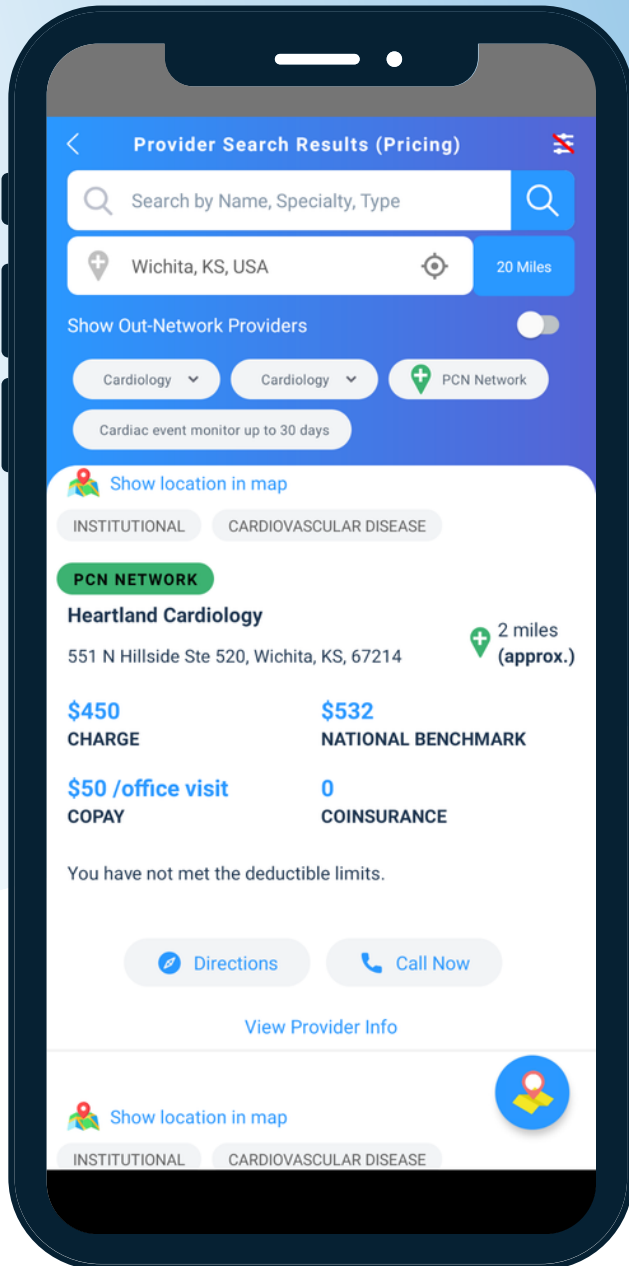 Provider Search Results (Pricing)
Search by Name, Specialty, Type
Wichita, KS, USA
20 Miles
Show Out-Network Providers
Cardiology
Cardiology
PCN Network
Cardiac event monitor up to 30 days
Show location in map
INSTITUTIONAL
CARDIOVASCULAR DISEASE
PCN NETWORK
Heartland Cardiology
551 N Hillside Ste 520, Wichita, KS, 67214
2 miles
(approx.)
$450
CHARGE
$532
NATIONAL BENCHMARK
$50 /office visit
COPAY
0
COINSURANCE
You have not met the deductible limits.
Directions
Call Now
View Provider Info
Show location in map
INSTITUTIONAL
CARDIOVASCULAR DISEASE